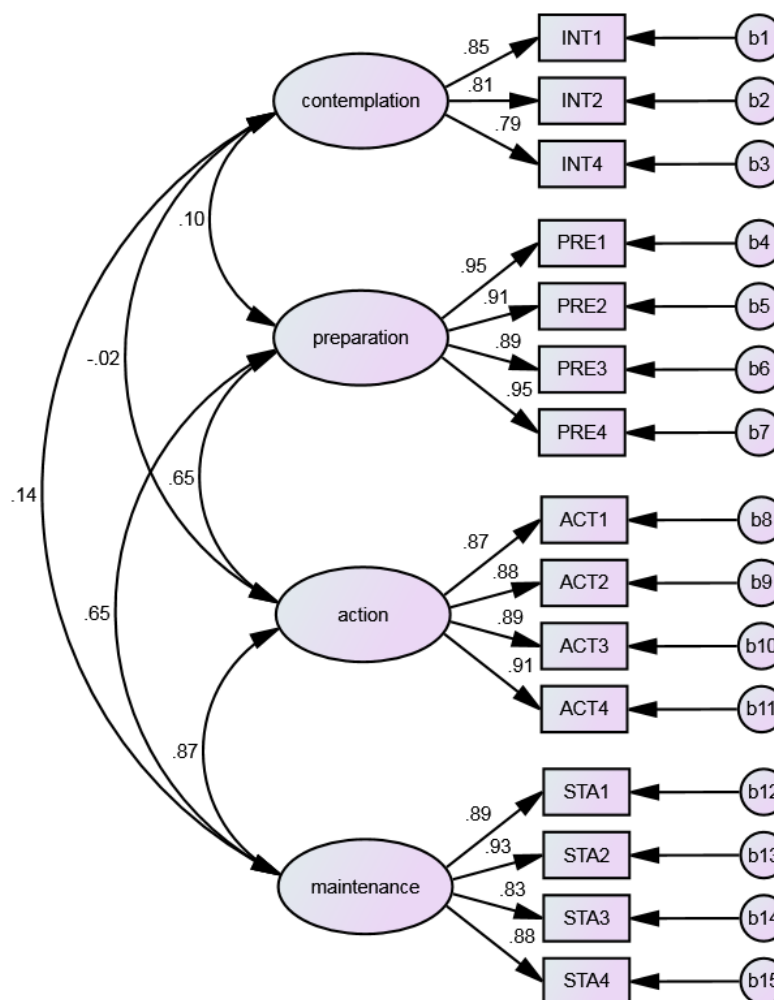 .85
INT1
b1
contemplation
.81
INT2
b2
.79
INT4
b3
.10
.95
PRE1
b4
preparation
.91
PRE2
b5
.89
PRE3
b6
.95
PRE4
b7
-.02
.14
.65
.87
ACT1
b8
action
.88
ACT2
b9
.89
ACT3
b10
.91
ACT4
b11
.65
.87
.89
STA1
b12
maintenance
.93
STA2
b13
.83
STA3
b14
.88
STA4
b15